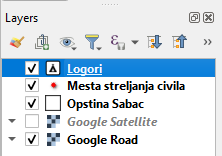 Layers
Logori
Mesta streljanja civila
Opstina Sabac
Google Satellite
Google Road